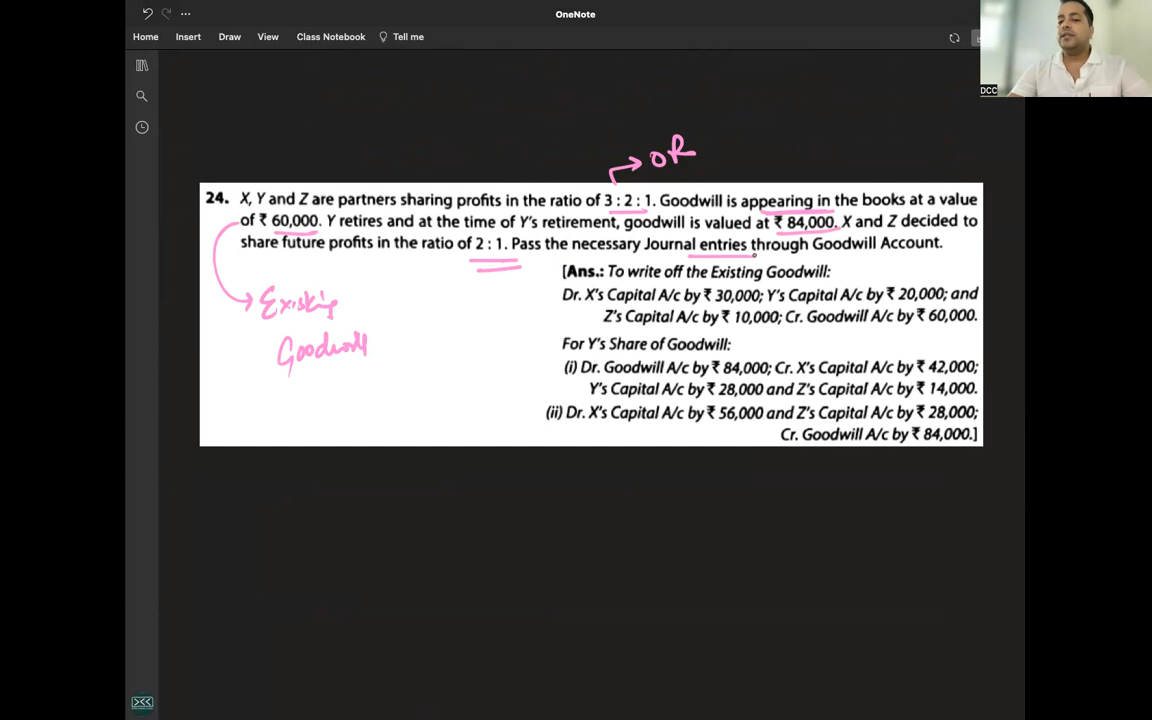 OneNote
Home Insert Draw View Class Notebook Tell me
DCC
OR
24. X, Y and Z are partners sharing profits in the ratio of 3 : 2 : 1. Goodwill is appearing in the books at a value
of ₹ 60,000. Y retires and at the time of Y's retirement, goodwill is valued at ₹ 84,000. X and Z decided to
share future profits in the ratio of 2 : 1. Pass the necessary Journal entries through Goodwill Account.
[Ans.: To write off the Existing Goodwill:
Dr. X's Capital A/c by ₹ 30,000; Y's Capital A/c by ₹ 20,000; and
Z's Capital A/c by ₹ 10,000; Cr. Goodwill A/c by ₹ 60,000.
For Y's Share of Goodwill:
(i) Dr. Goodwill A/c by ₹ 84,000; Cr. X's Capital A/c by ₹ 42,000;
Y's Capital A/c by ₹ 28,000 and Z's Capital A/c by ₹ 14,000.
(ii) Dr. X's Capital A/c by ₹ 56,000 and Z's Capital A/c by ₹ 28,000;
Cr. Goodwill A/c by ₹ 84,000.]
Existing
Goodwill